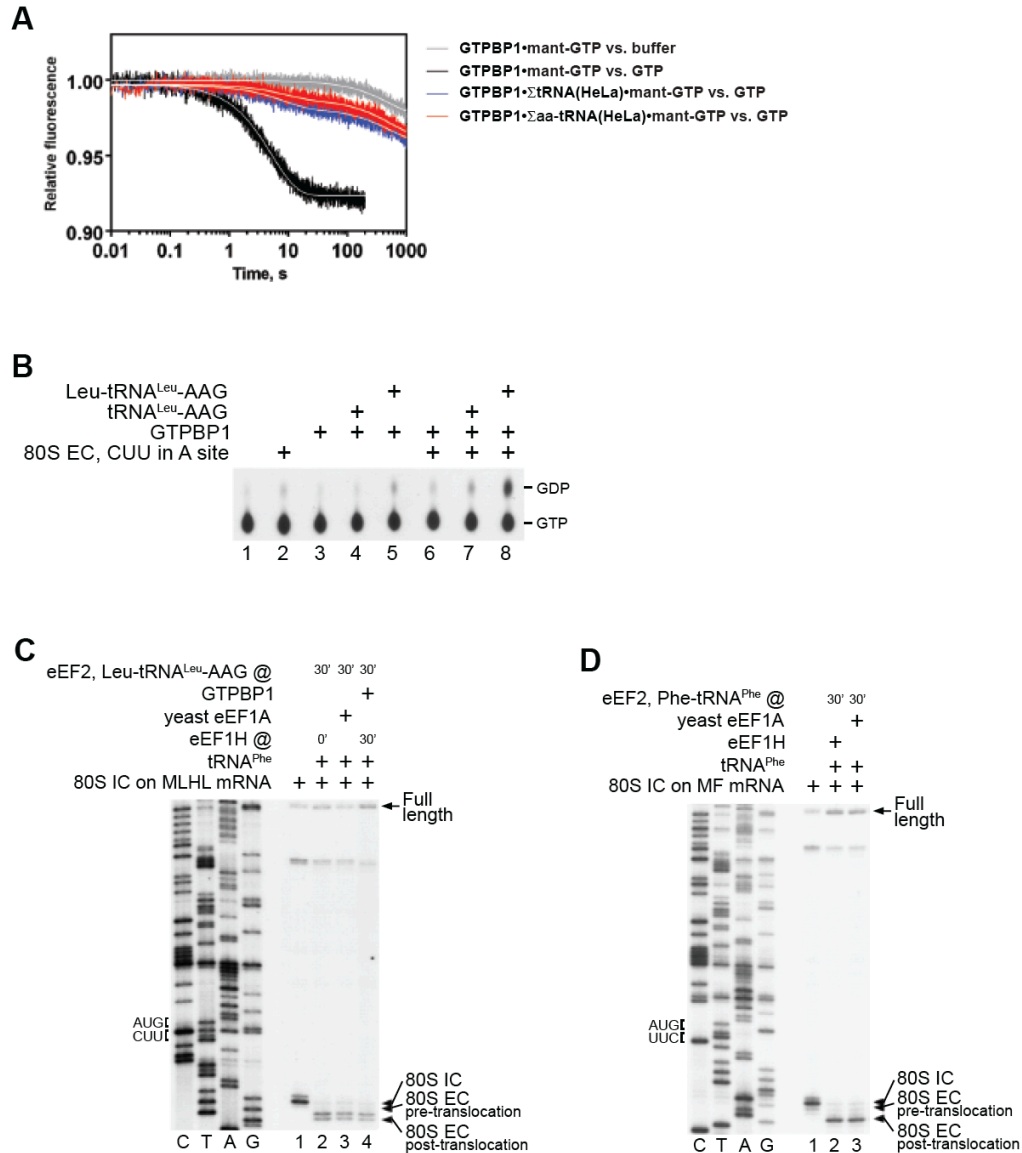 A
GTPBP1•mant-GTP vs. buffer
GTPBP1•mant-GTP vs. GTP
GTPBP1•ΣtRNA(HeLa)•mant-GTP vs. GTP
GTPBP1•Σaa-tRNA(HeLa)•mant-GTP vs. GTP
Relative fluorescence
1.00
0.95
0.90
0.01 0.1 1 10 100 1000
Time, s
B
Leu-tRNALeu-AAG + +
tRNALeu-AAG + +
GTPBP1 + + + + + +
80S EC, CUU in A site + + + +
GDP
GTP
1 2 3 4 5 6 7 8
C
eEF2, Leu-tRNALeu-AAG @ 30' 30' 30'
GTPBP1 +
yeast eEF1A +
eEF1H @ 0' 30'
tRNAPhe + + +
80S IC on MLHL mRNA + + + +
Full
length
AUG
CUU
80S IC
80S EC
pre-translocation
80S EC
post-translocation
C T A G 1 2 3 4
D
eEF2, Phe-tRNAPhe @ 30' 30'
yeast eEF1A +
eEF1H +
tRNAPhe + +
80S IC on MF mRNA + + +
Full
length
AUG
UUC
80S IC
80S EC
pre-translocation
80S EC
post-translocation
C T A G 1 2 3